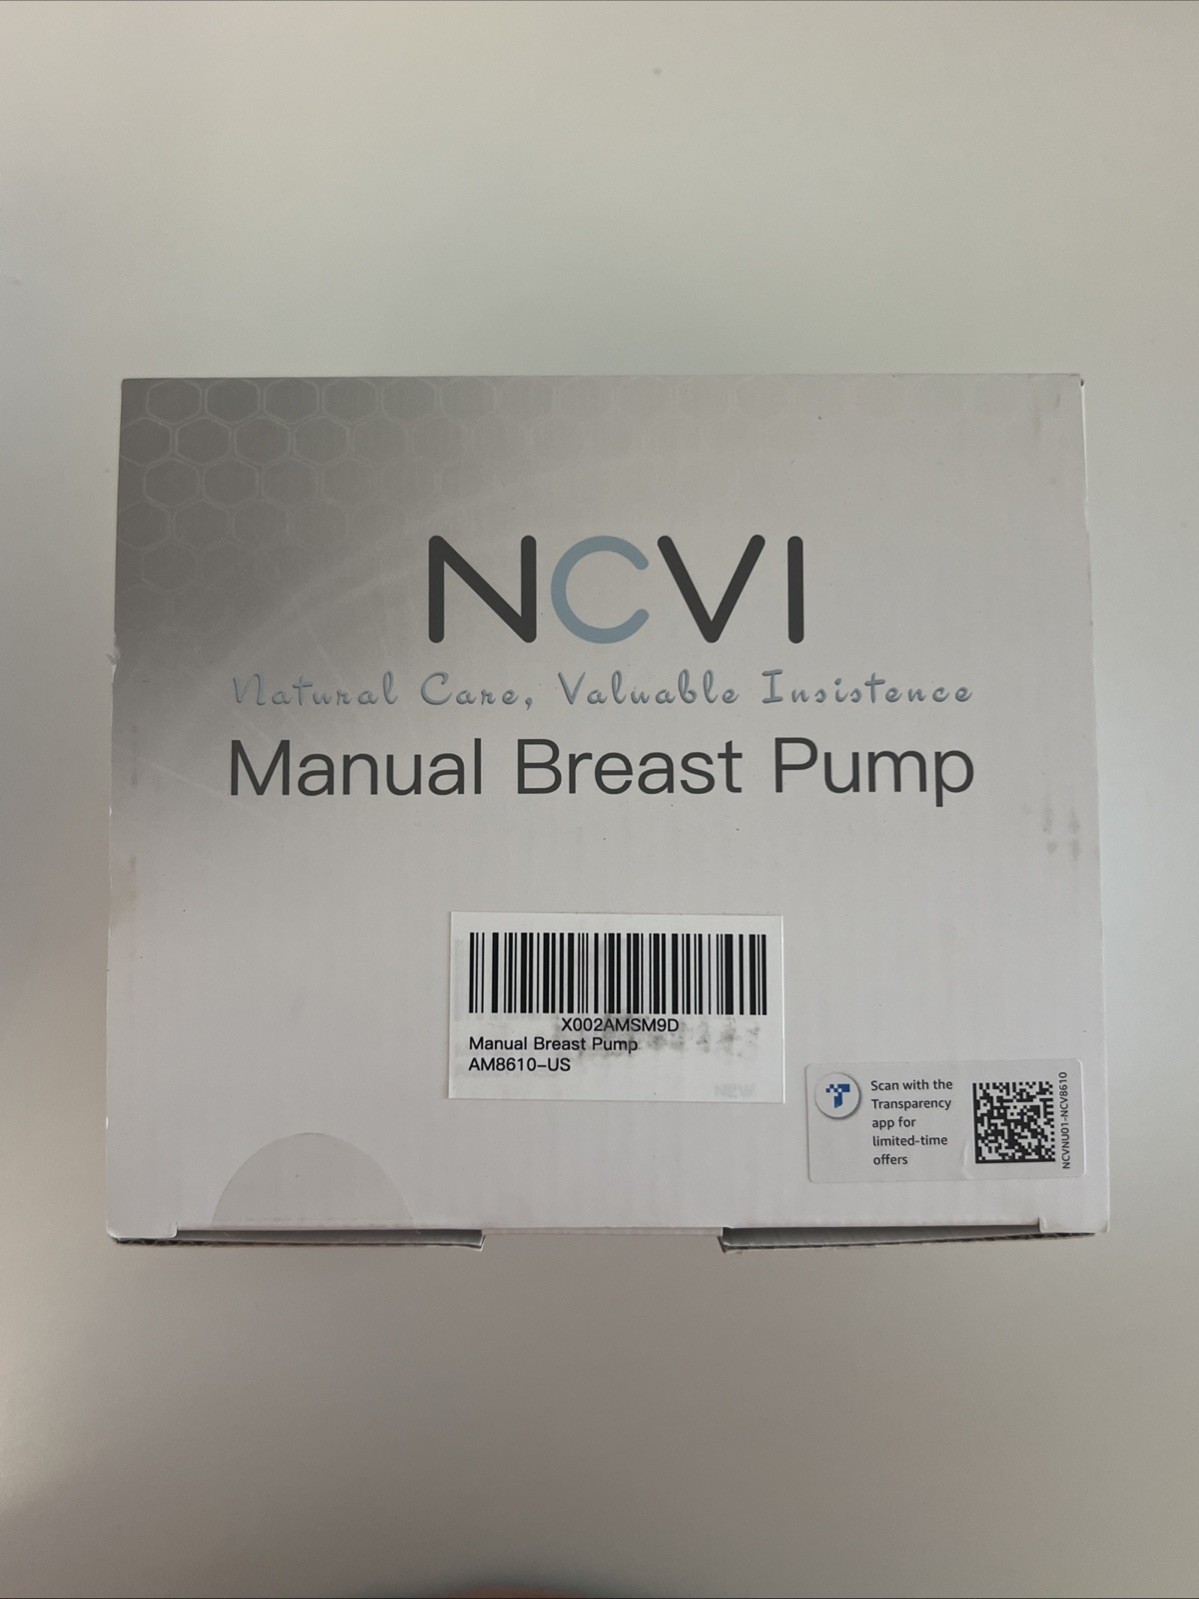 NCVI
Natural Care, Valuable Insistence
Manual Breast Pump
X002AMSM9D
Manual Breast Pump
AM8610-US
Scan with the
Transparency
app for
limited-time
offers
NCVNU01-NCV8610